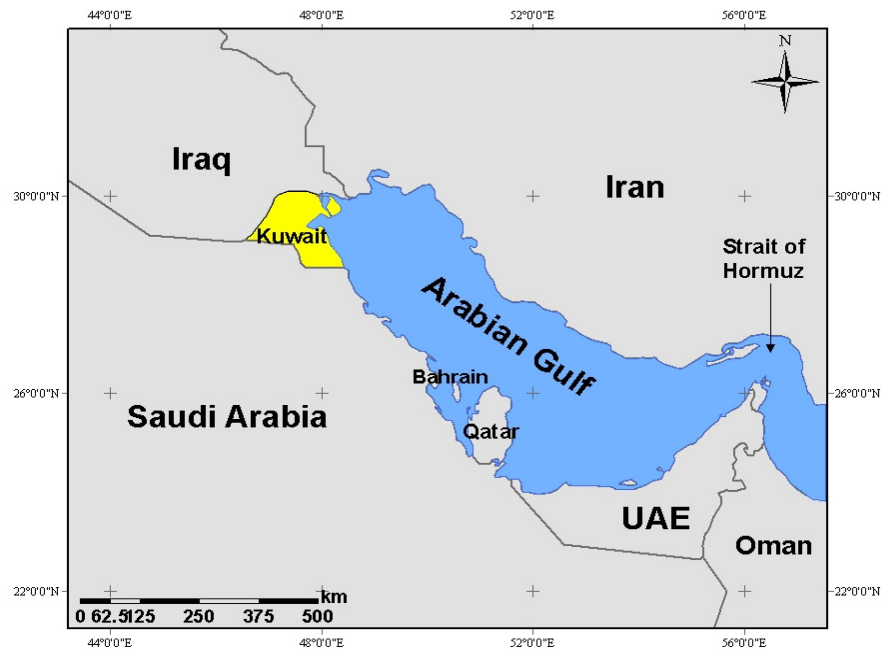 44°0'0"E 48°0'0"E 52°0'0"E 56°0'0"E
N
Iraq
Iran
30°0'0"N 30°0'0"N
Kuwait
Strait of
Hormuz
Arabian Gulf
Bahrain
26°0'0"N 26°0'0"N
Saudi Arabia
Qatar
UAE
Oman
22°0'0"N 22°0'0"N
km
0 62.5 125 250 375 500
44°0'0"E 48°0'0"E 52°0'0"E 56°0'0"E